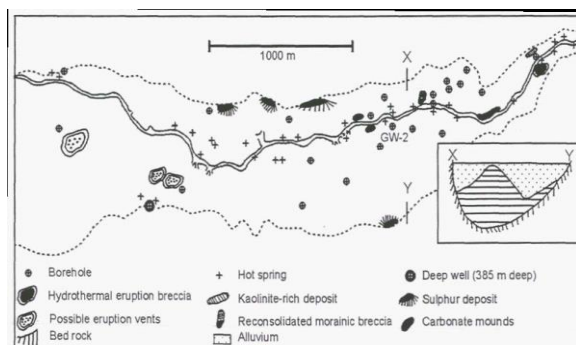 1000 m
X
GW-2
X
Y
Y
Borehole
Hot spring
Deep well (385 m deep)
Hydrothermal eruption breccia
Kaolinite-rich deposit
Sulphur deposit
Possible eruption vents
Reconsolidated morainic breccia
Carbonate mounds
Bed rock
Alluvium